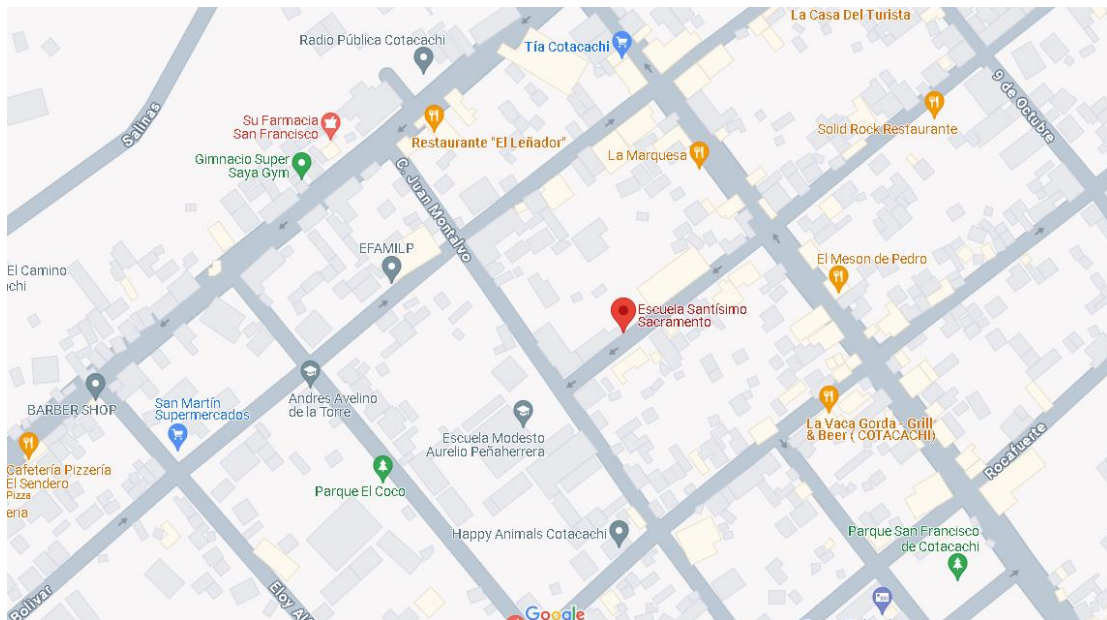 La Casa Del Turista
Radio Pública Cotacachi
Tía Cotacachi
9 de Octubre
Salinas
Su Farmacia
San Francisco
Restaurante "El Leñador"
Solid Rock Restaurante
Gimnacio Super
Saya Gym
La Marquesa
C. Juan Montalvo
EFAMILP
El Camino
El Meson de Pedro
Escuela Santísimo
Sacramento
BARBER SHOP
San Martín
Supermercados
Andres Avelino
de la Torre
Escuela Modesto
Aurelio Peñaherrera
La Vaca Gorda - Grill
& Beer ( COTACACHI)
Rocafuerte
Cafetería Pizzería
El Sendero
Pizza
Parque El Coco
Happy Animals Cotacachi
Parque San Francisco
de Cotacachi
Bolivar
Eloy
Google